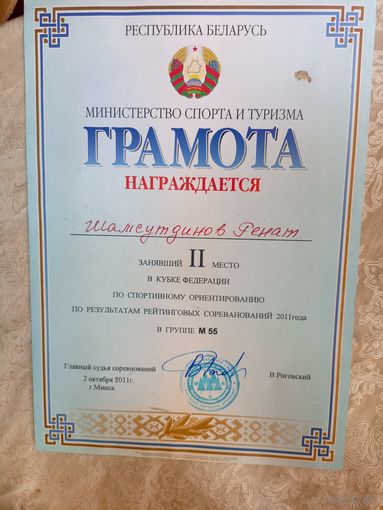 РЕСПУБЛИКА БЕЛАРУСЬ
МИНИСТЕРСТВО СПОРТА И ТУРИЗМА
ГРАМОТА
НАГРАЖДАЕТСЯ
Шамсутдинов Ренат
ЗАНЯВШИЙ II МЕСТО
В КУБКЕ ФЕДЕРАЦИИ
ПО СПОРТИВНОМУ ОРИЕНТИРОВАНИЮ
ПО РЕЗУЛЬТАТАМ РЕЙТИНГОВЫХ СОРЕВНОВАНИЙ 2011года
В ГРУППЕ М 55
Главный судья соревнований
В.Роговский
2 октября 2011г.
г.Минск